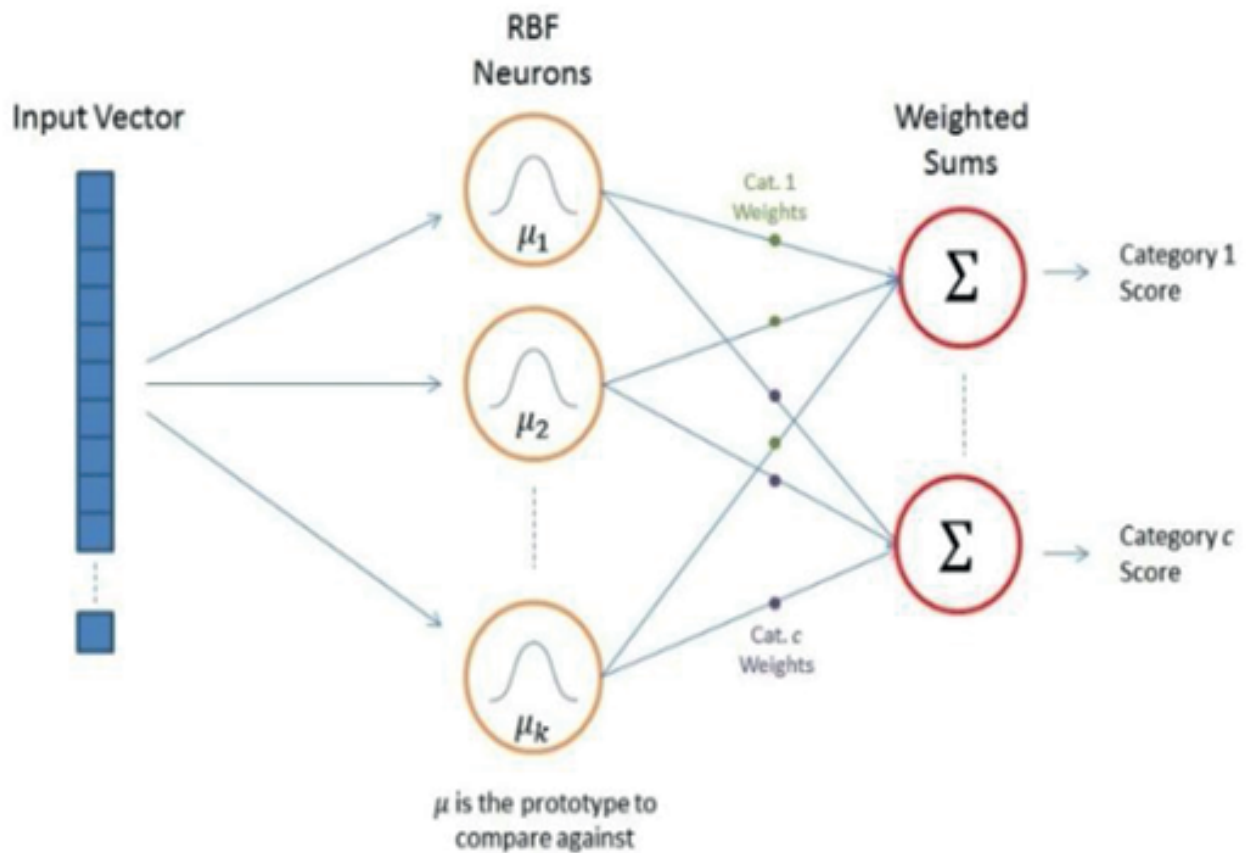 RBF
Neurons
Input Vector
Weighted
Sums
Cat. 1
Weights
μ₁
Σ
Category 1
Score
μ₂
Σ
Category c
Score
Cat. c
Weights
μₖ
μ is the prototype to
compare against